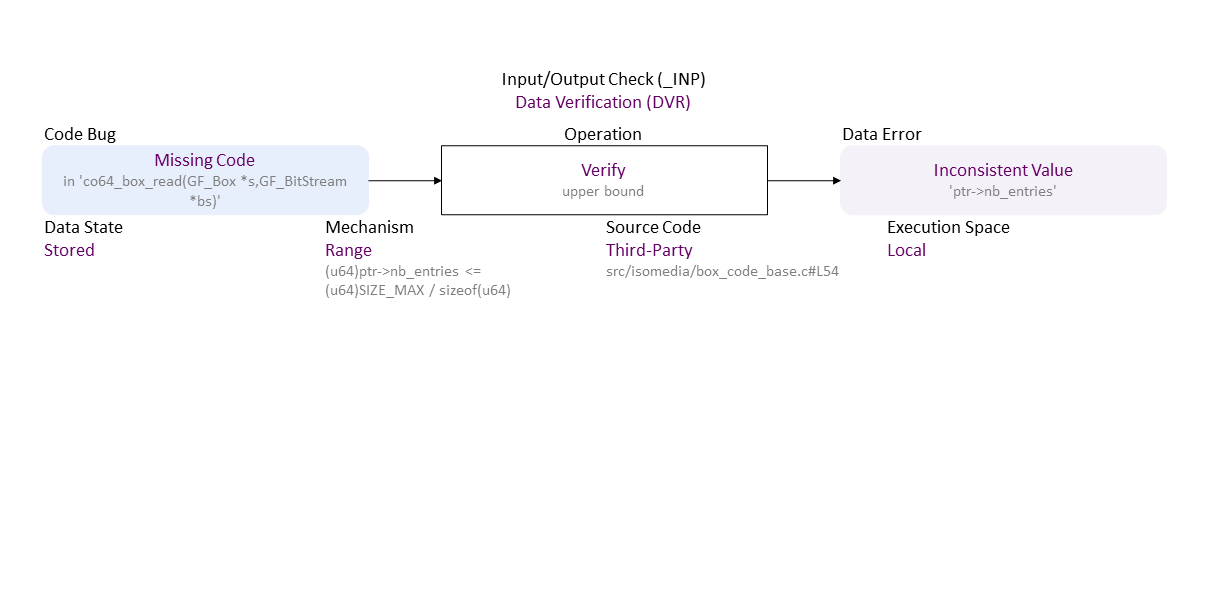 Input/Output Check (_INP)
Data Verification (DVR)
Code Bug
Operation
Data Error
Missing Code
in 'co64_box_read(GF_Box *s,GF_BitStream
*bs)'
Verify
upper bound
Inconsistent Value
'ptr->nb_entries'
Data State
Stored
Mechanism
Range
(u64)ptr->nb_entries <=
(u64)SIZE_MAX / sizeof(u64)
Source Code
Third-Party
src/isomedia/box_code_base.c#L54
Execution Space
Local